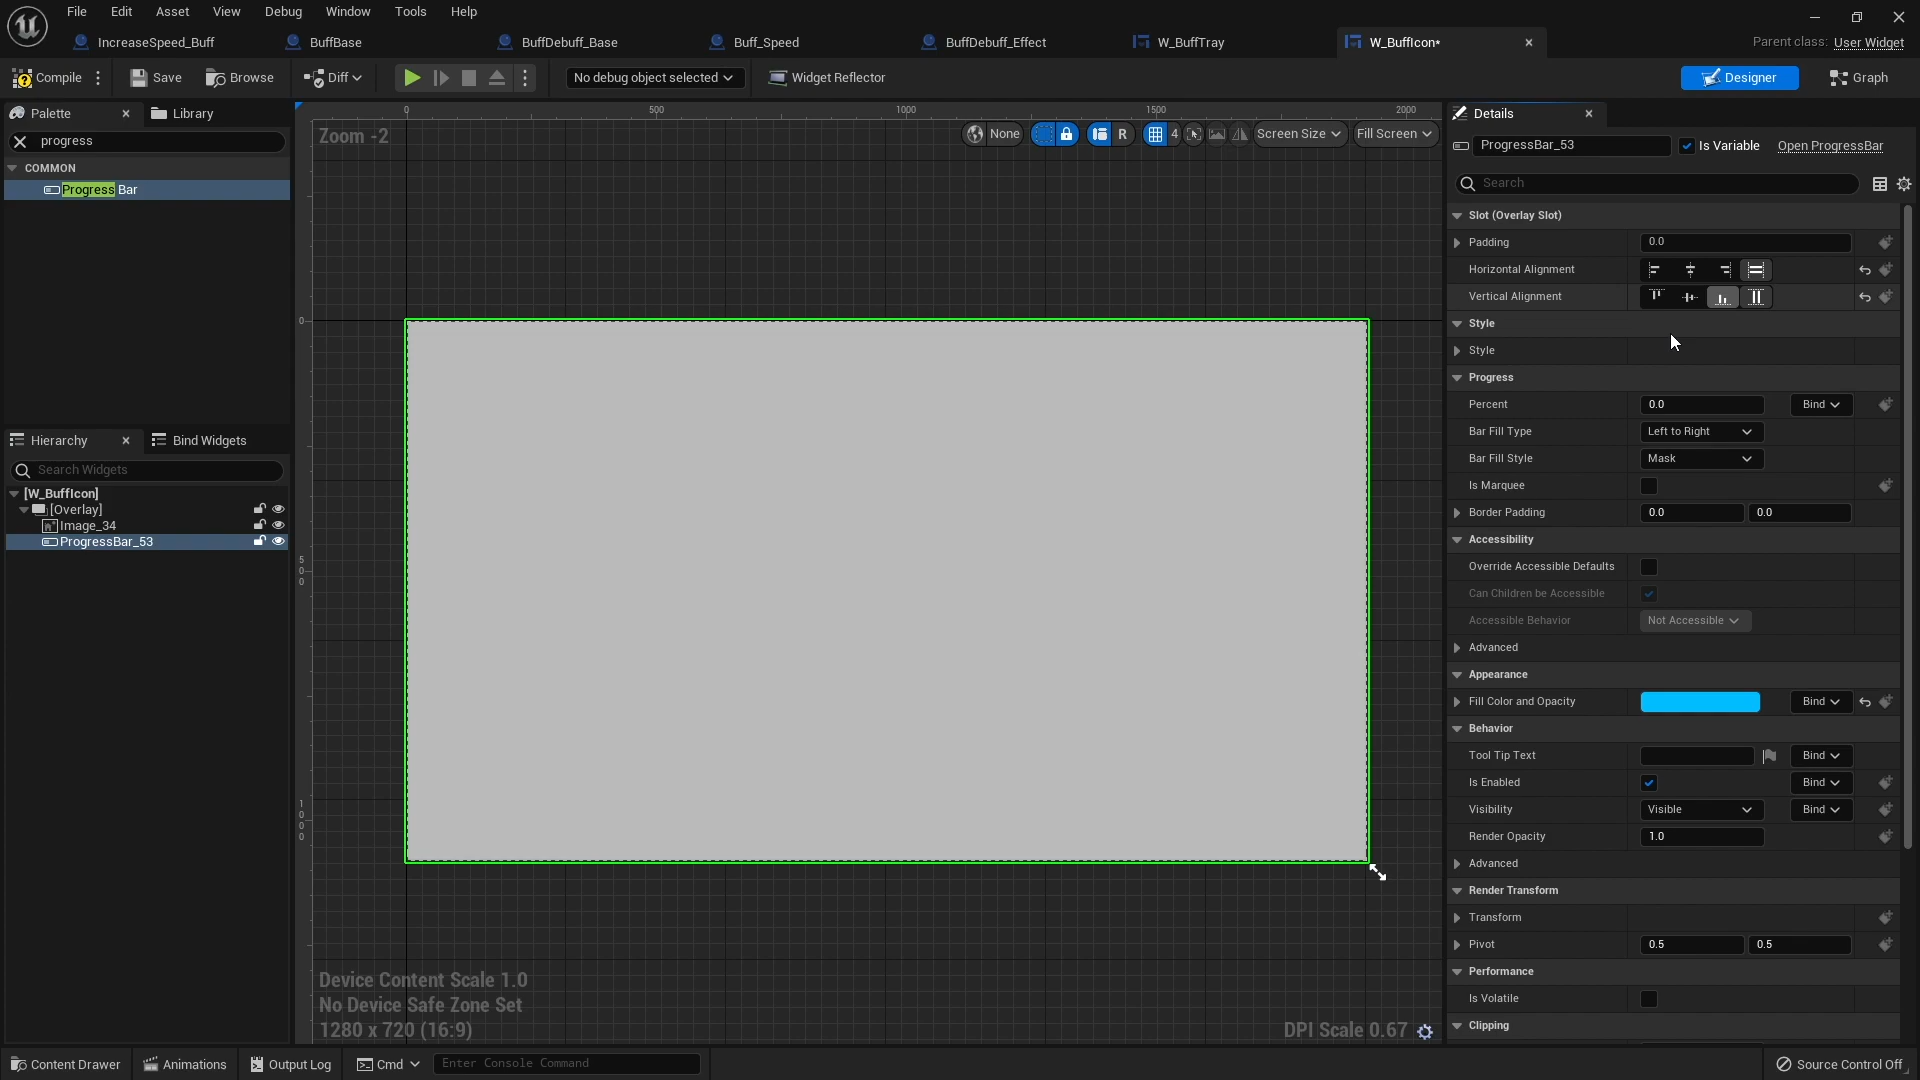 File Edit Asset View Debug Window Tools Help
IncreaseSpeed_Buff BuffBase BuffDebuff_Base Buff_Speed BuffDebuff_Effect W_BuffTray W_BuffIcon* Parent class: User Widget
Compile Save Browse Diff No debug object selected Widget Reflector Designer Graph
Palette Library
progress
COMMON
Progress Bar
Hierarchy Bind Widgets
Search Widgets
[W_BuffIcon]
[Overlay]
Image_34
ProgressBar_53
0 500 1000 1500 2000
Zoom -2 None R 4 Screen Size Fill Screen
0
500
1000
Device Content Scale 1.0
No Device Safe Zone Set
1280 x 720 (16:9) DPI Scale 0.67
Details
ProgressBar_53 Is Variable Open ProgressBar
Search
Slot (Overlay Slot)
Padding 0.0
Horizontal Alignment
Vertical Alignment
Style
Style
Progress
Percent 0.0 Bind
Bar Fill Type Left to Right
Bar Fill Style Mask
Is Marquee
Border Padding 0.0 0.0
Accessibility
Override Accessible Defaults
Can Children be Accessible
Accessible Behavior Not Accessible
Advanced
Appearance
Fill Color and Opacity Bind
Behavior
Tool Tip Text Bind
Is Enabled Bind
Visibility Visible Bind
Render Opacity 1.0
Advanced
Render Transform
Transform
Pivot 0.5 0.5
Performance
Is Volatile
Clipping
Content Drawer Animations Output Log Cmd Enter Console Command Source Control Off